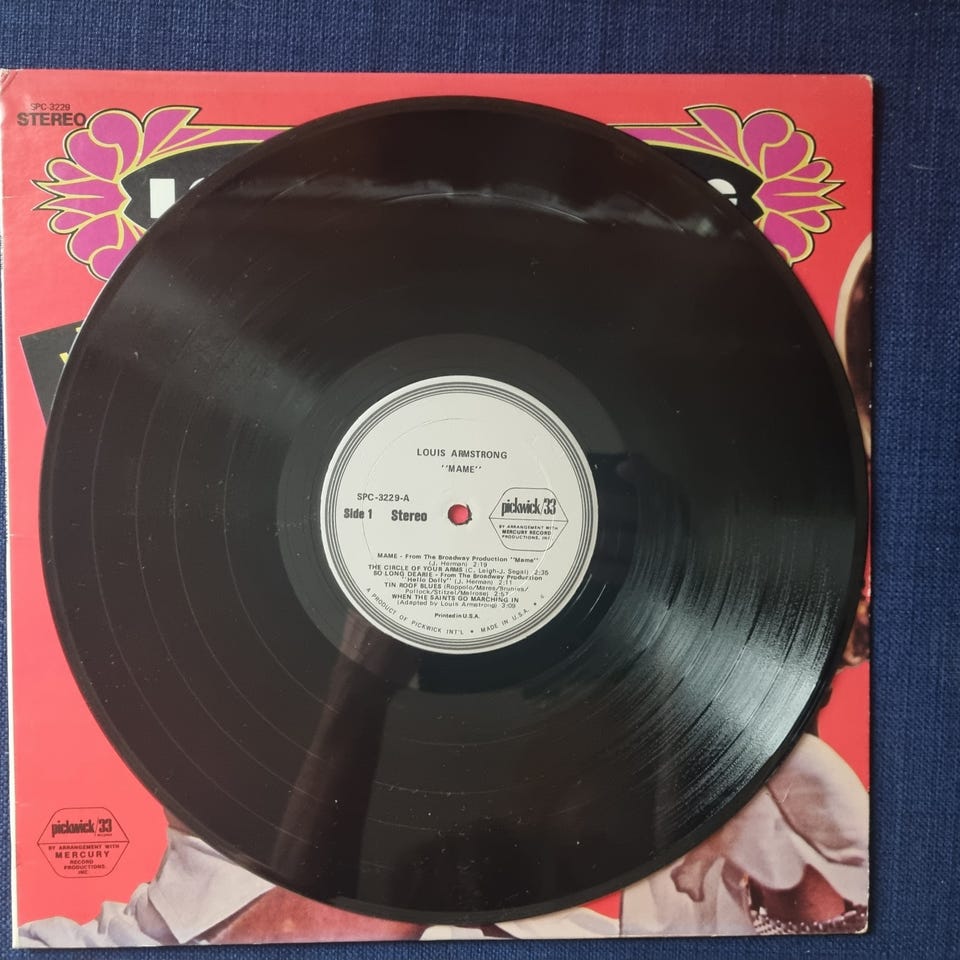 SPC-3229
STEREO
LOUIS ARMSTRONG
''MAME''
SPC-3229-A
Side 1 Stereo
pickwick/33
BY ARRANGEMENT WITH
MERCURY RECORD
PRODUCTIONS, INC.
MAME - From The Broadway Production ''Mame''
(J. Herman) 2:19
THE CIRCLE OF YOUR ARMS (C. Leigh-J. Segal) 2:35
SO LONG DEARIE - From The Broadway Production
''Hello Dolly'' (J. Herman) 2:11
TIN ROOF BLUES (Roppolo/Mares/Brunies/
Pollock/Stitzel/Melrose) 2:57
WHEN THE SAINTS GO MARCHING IN
(Adapted by Louis Armstrong) 3:09
Printed in U.S.A.
A PRODUCT OF PICKWICK INT'L • MADE IN U.S.A. •
pickwick/33
BY ARRANGEMENT WITH
MERCURY
RECORD
PRODUCTIONS,
INC